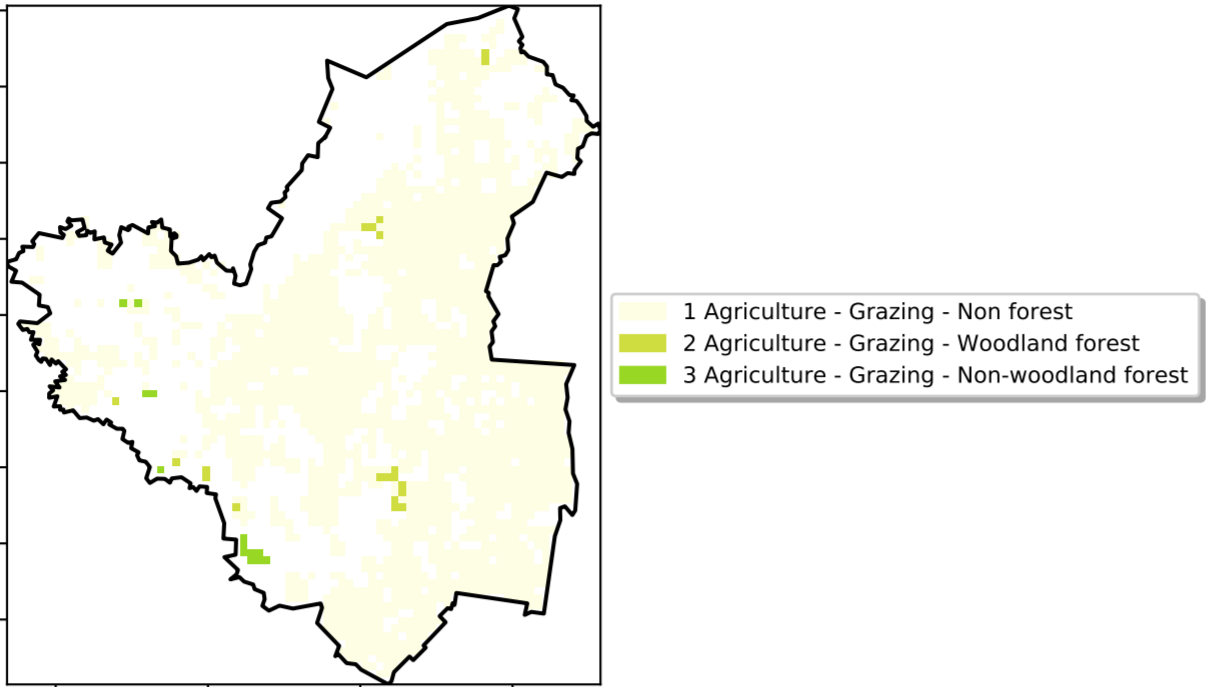 1 Agriculture - Grazing - Non forest
2 Agriculture - Grazing - Woodland forest
3 Agriculture - Grazing - Non-woodland forest